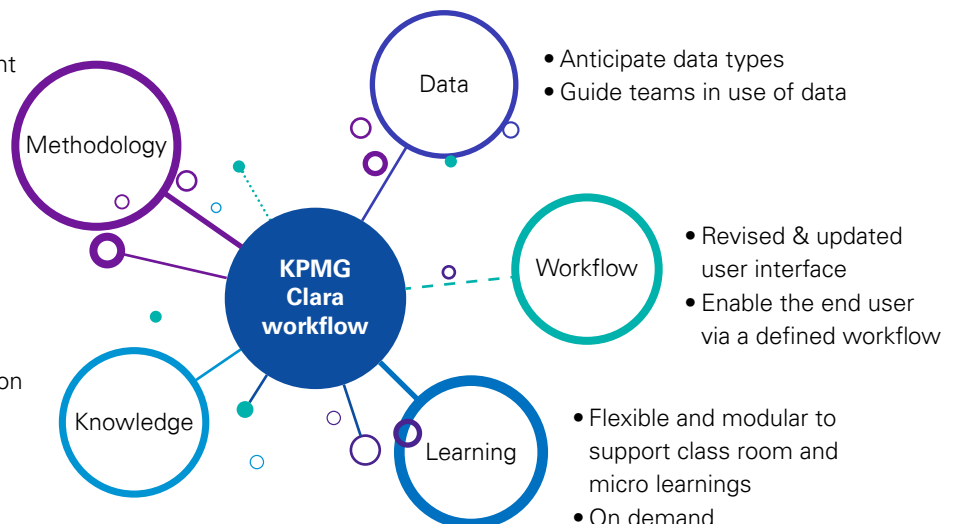 nt
Methodology
Data
• Anticipate data types
• Guide teams in use of data
KPMG
Clara
workflow
Workflow
• Revised & updated
user interface
• Enable the end user
via a defined workflow
on
Knowledge
Learning
• Flexible and modular to
support class room and
micro learnings
• On demand